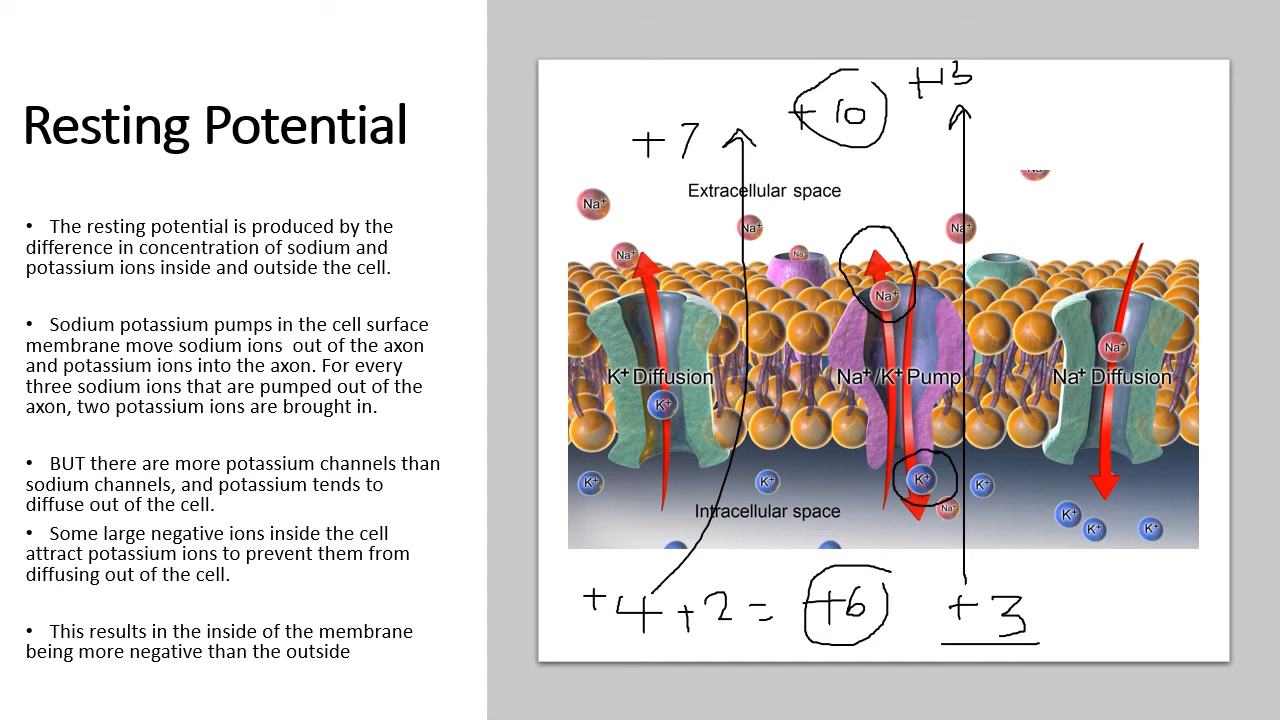 Resting Potential
• The resting potential is produced by the
difference in concentration of sodium and
potassium ions inside and outside the cell.
• Sodium potassium pumps in the cell surface
membrane move sodium ions out of the axon
and potassium ions into the axon. For every
three sodium ions that are pumped out of the
axon, two potassium ions are brought in.
• BUT there are more potassium channels than
sodium channels, and potassium tends to
diffuse out of the cell.
• Some large negative ions inside the cell
attract potassium ions to prevent them from
diffusing out of the cell.
• This results in the inside of the membrane
being more negative than the outside
+13
+10
+7
Extracellular space
Na⁺
Na⁺
Na⁺
Na⁺
Na⁺
Na⁺
Na⁺
K⁺ Diffusion
Na⁺/K⁺ Pump
Na⁺ Diffusion
K⁺
K⁺
K⁺
K⁺
K⁺
Na⁺
Intracellular space
K⁺
K⁺
K⁺
+4 +2 = +6
+3